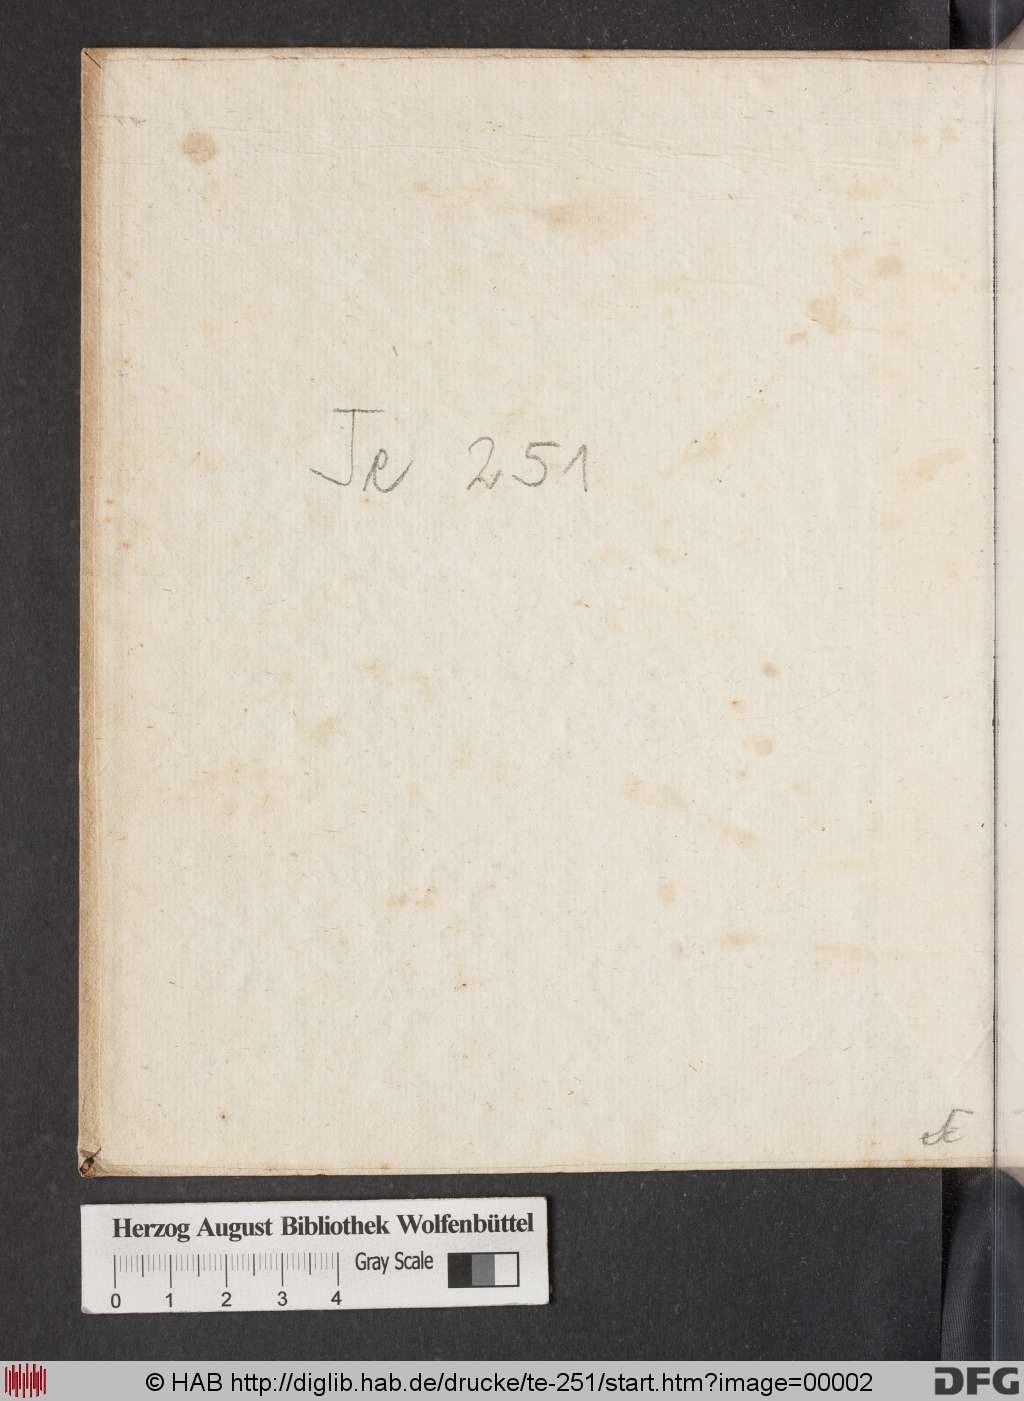 Te 251
Herzog August Bibliothek Wolfenbüttel
Gray Scale
0 1 2 3 4
© HAB http://diglib.hab.de/drucke/te-251/start.htm?image=00002
DFG